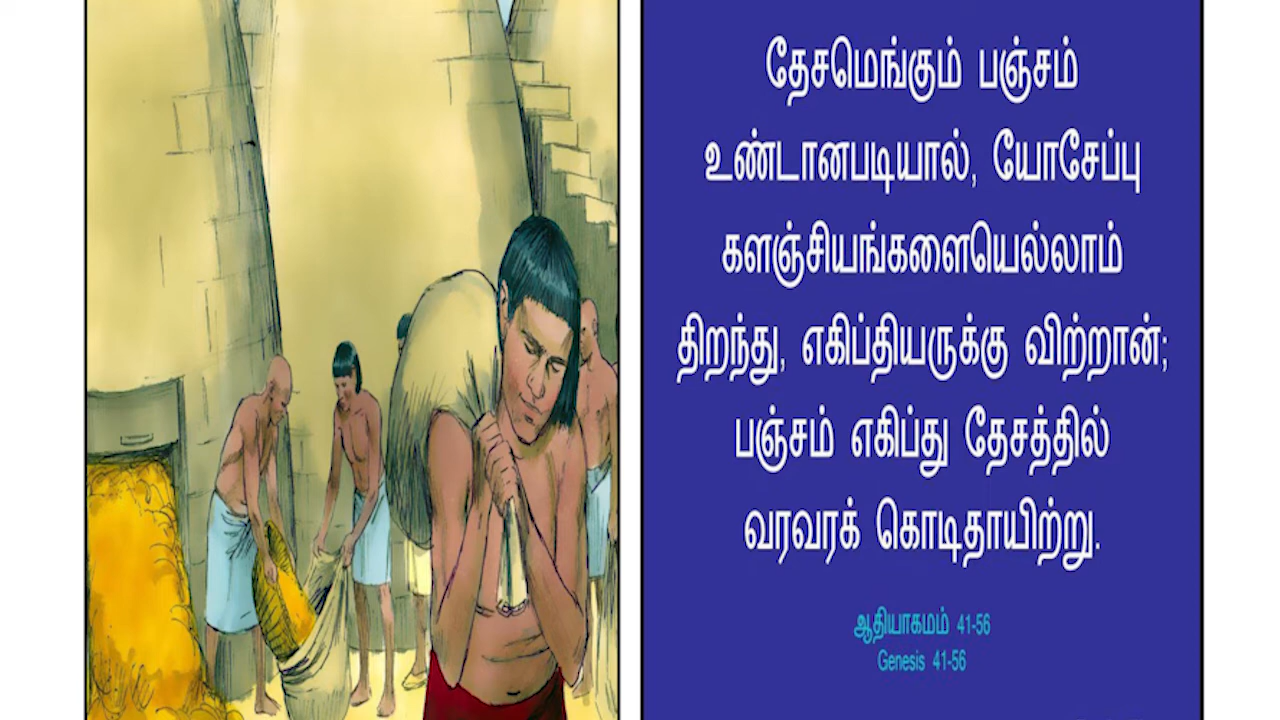 தேசமெங்கும் பஞ்சம்
உண்டானபடியால், யோசேப்பு
களஞ்சியங்களையெல்லாம்
திறந்து, எகிப்தியருக்கு விற்றான்;
பஞ்சம் எகிப்து தேசத்தில்
வரவரக் கொடிதாயிற்று.
ஆதியாகமம் 41-56
Genesis 41-56